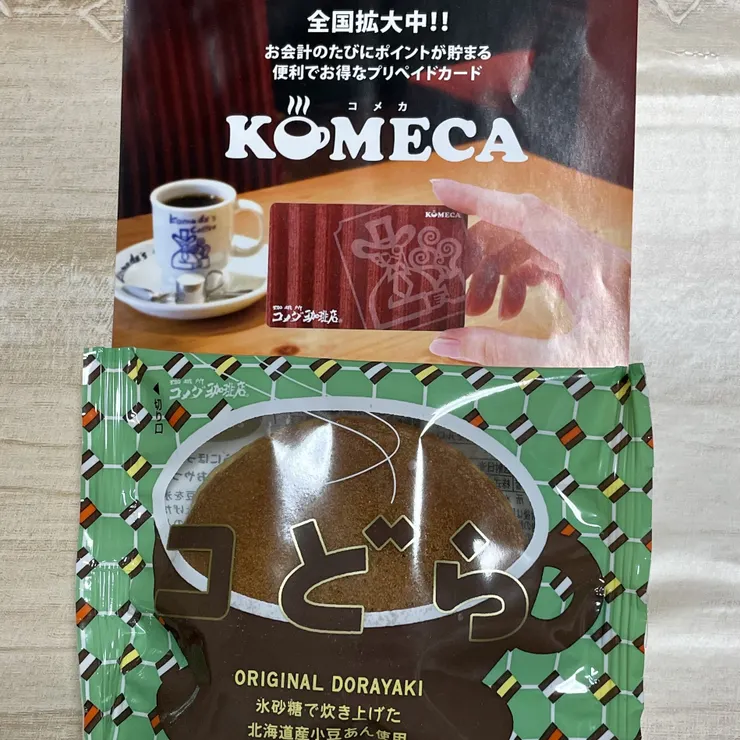 全国拡大中!!
お会計のたびにポイントが貯まる
便利でお得なプリペイドカード
コメカ
KOMECA
Komeda's
Coffee
KOMECA
珈琲所
コメダ珈琲店
珈琲所
コメダ珈琲店
◀切り口
コどら
ORIGINAL DORAYAKI
氷砂糖で炊き上げた
北海道産小豆あん使用